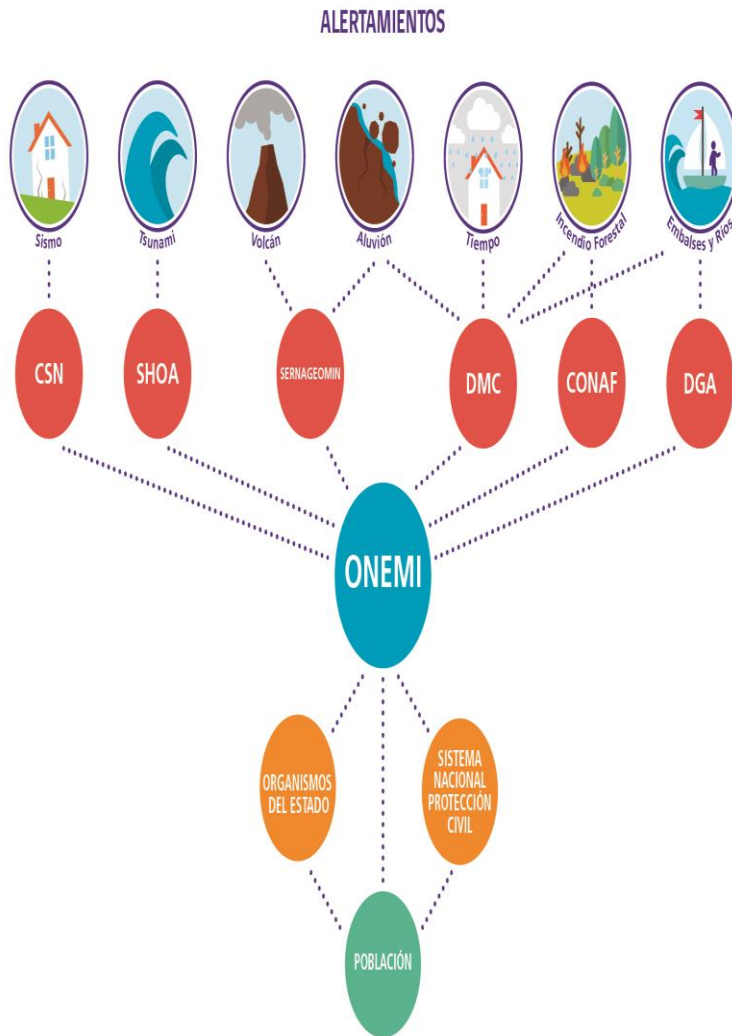 ALERTAMIENTOS
Sismo
Tsunami
Volcán
Aluvión
Tiempo
Incendio Forestal
Embalses y Ríos
CSN
SHOA
SERNAGEOMIN
DMC
CONAF
DGA
ONEMI
ORGANISMOS
DEL ESTADO
SISTEMA
NACIONAL
PROTECCIÓN
CIVIL
POBLACIÓN